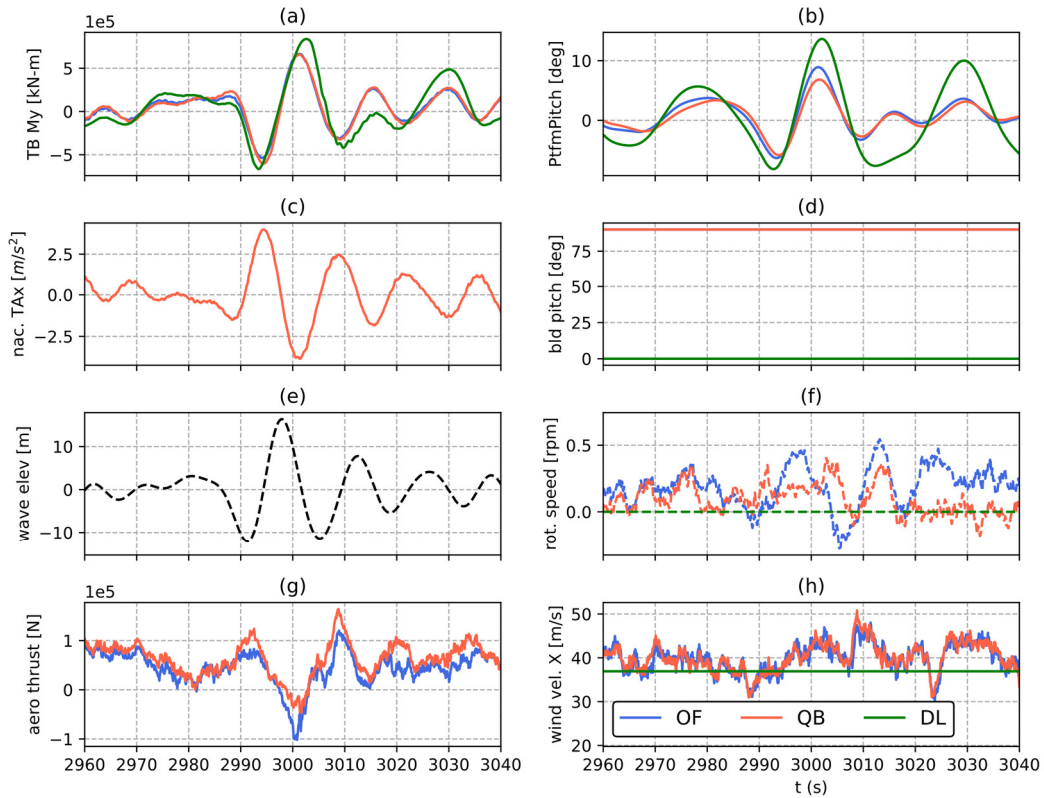 (a)
1e5
TB My [kN-m]
5
0
−5
(b)
PtfmPitch [deg]
10
0
(c)
nac. TAx [m/s²]
2.5
0.0
−2.5
(d)
bld pitch [deg]
75
50
25
0
(e)
wave elev [m]
10
0
−10
(f)
rot. speed [rpm]
0.5
0.0
(g)
1e5
aero thrust [N]
1
0
−1
2960 2970 2980 2990 3000 3010 3020 3030 3040
(h)
wind vel. X [m/s]
50
40
30
20
OF QB DL
2960 2970 2980 2990 3000 3010 3020 3030 3040
t (s)